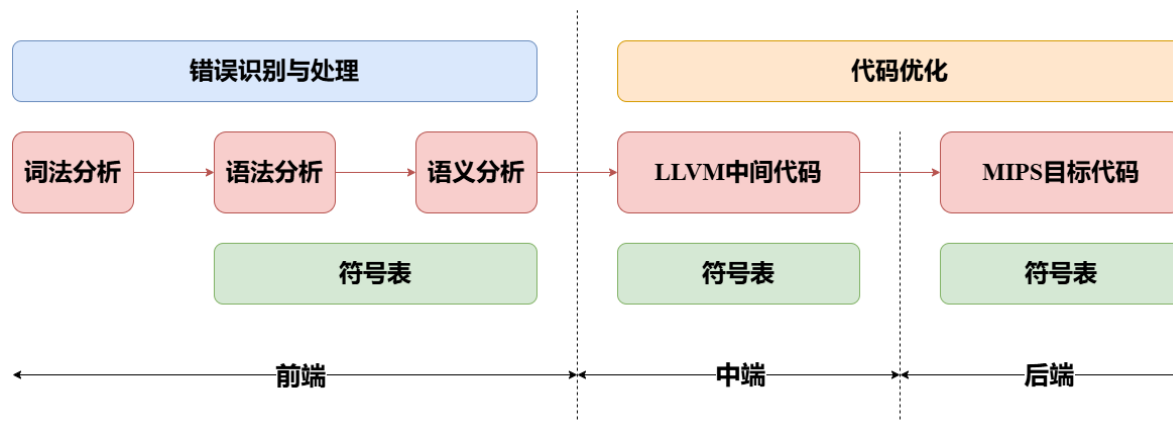 错误识别与处理
代码优化
词法分析
语法分析
语义分析
LLVM中间代码
MIPS目标代码
符号表
符号表
符号表
前端
中端
后端